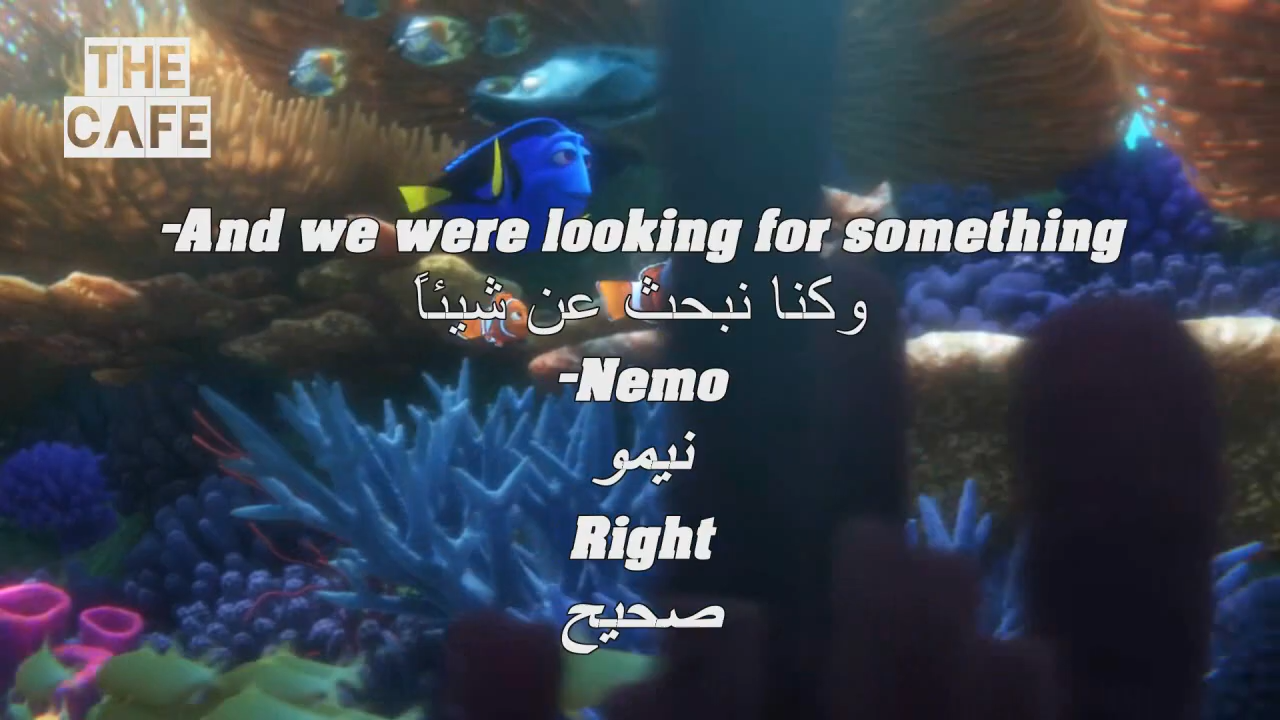 THE
CAFE
-And we were looking for something
وكنا نبحث عن شيئاً
-Nemo
نيمو
Right
صحيح